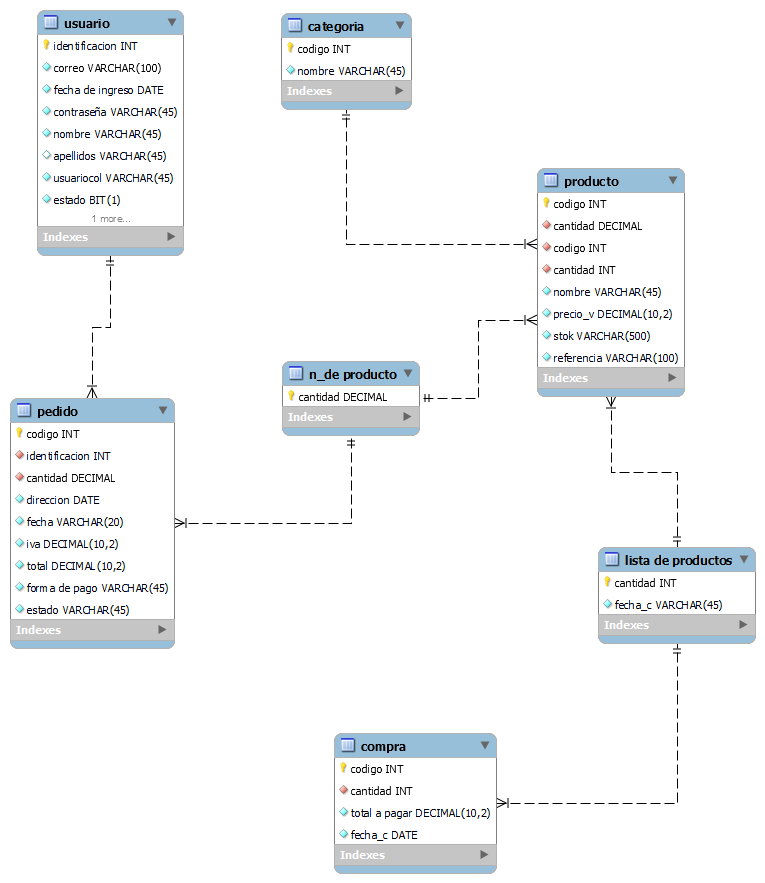 usuario
identificacion INT
correo VARCHAR(100)
fecha de ingreso DATE
contraseña VARCHAR(45)
nombre VARCHAR(45)
apellidos VARCHAR(45)
usuariocol VARCHAR(45)
estado BIT(1)
1 more...
Indexes
categoria
codigo INT
nombre VARCHAR(45)
Indexes
producto
codigo INT
cantidad DECIMAL
codigo INT
cantidad INT
nombre VARCHAR(45)
precio_v DECIMAL(10,2)
stok VARCHAR(500)
referencia VARCHAR(100)
Indexes
n_de producto
cantidad DECIMAL
Indexes
pedido
codigo INT
identificacion INT
cantidad DECIMAL
direccion DATE
fecha VARCHAR(20)
iva DECIMAL(10,2)
total DECIMAL(10,2)
forma de pago VARCHAR(45)
estado VARCHAR(45)
Indexes
lista de productos
cantidad INT
fecha_c VARCHAR(45)
Indexes
compra
codigo INT
cantidad INT
total a pagar DECIMAL(10,2)
fecha_c DATE
Indexes